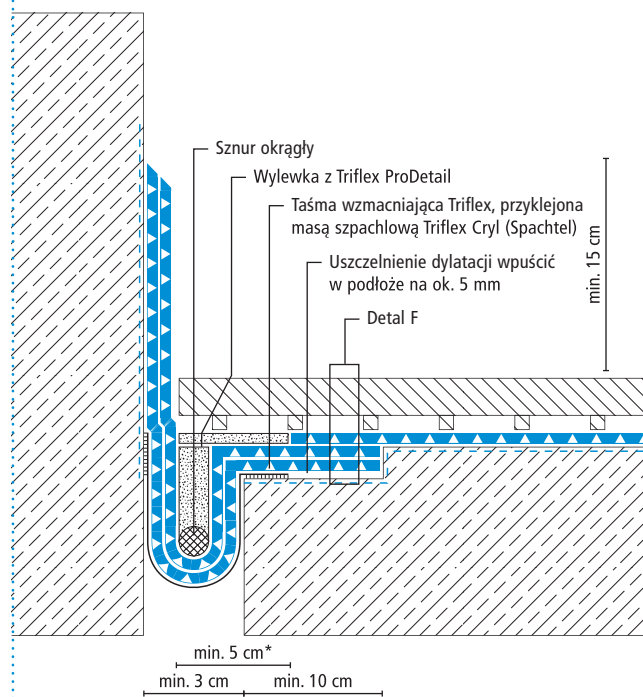 Sznur okrągły
Wylewka z Triflex ProDetail
Taśma wzmacniająca Triflex, przyklejona
masą szpachlową Triflex Cryl (Spachtel)
Uszczelnienie dylatacji wpuścić
w podłoże na ok. 5 mm
Detal F
min. 15 cm
min. 5 cm*
min. 3 cm
min. 10 cm